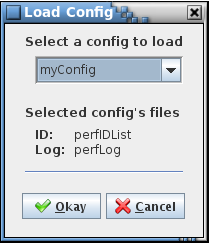 Load Config
Select a config to load
myConfig
Selected config's files
ID: perfIDList
Log: perfLog
Okay Cancel